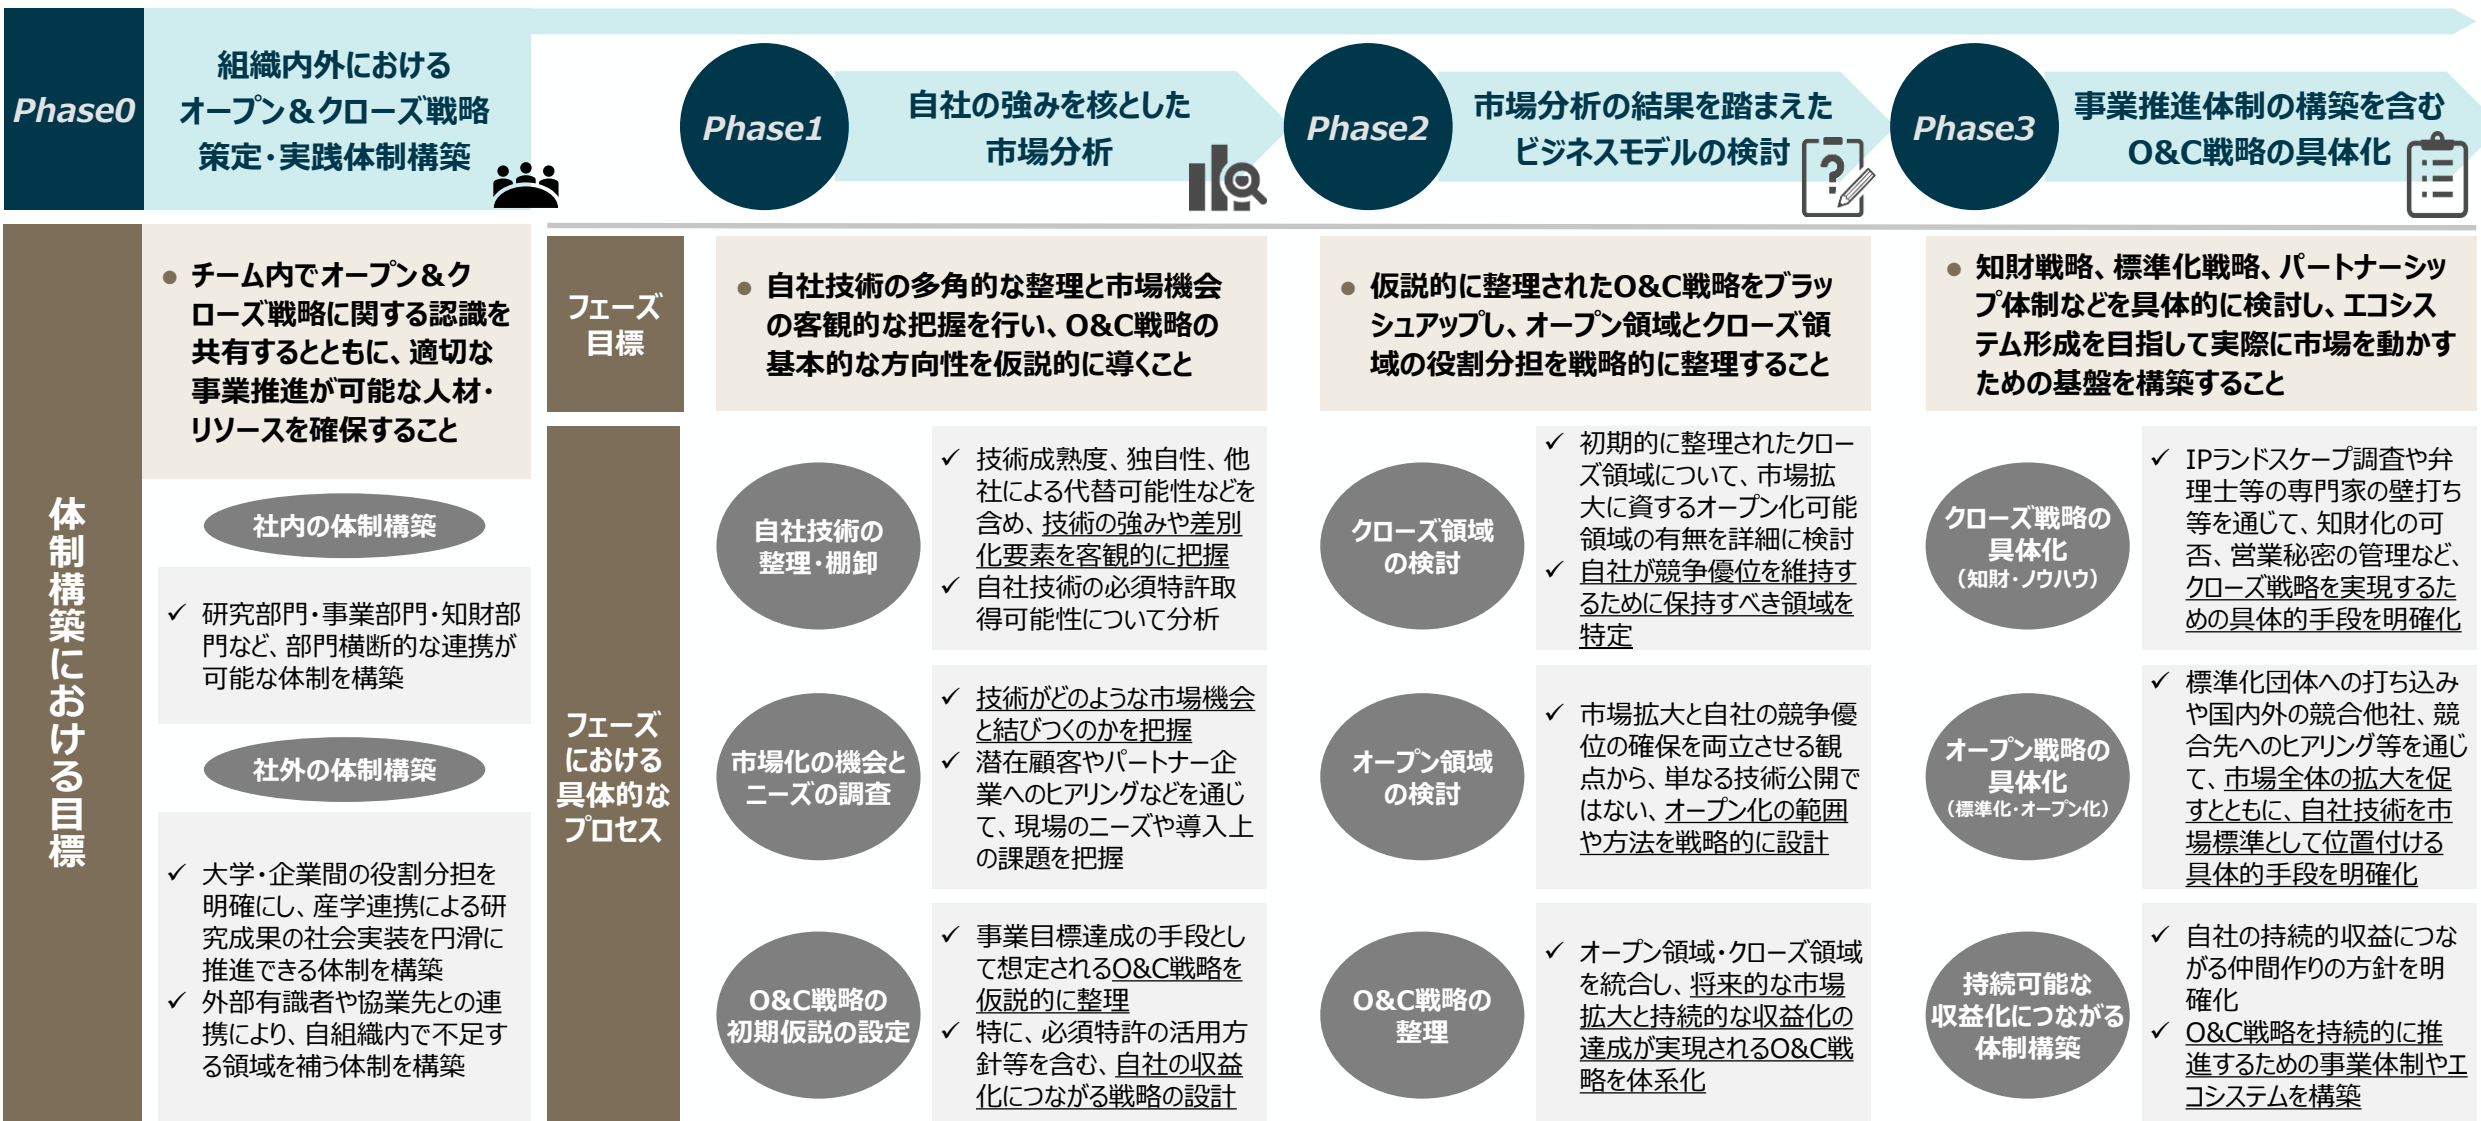 Phase0
組織内外における
オープン＆クローズ戦略
策定・実践体制構築
Phase1
自社の強みを核とした
市場分析
Phase2
市場分析の結果を踏まえた
ビジネスモデルの検討
Phase3
事業推進体制の構築を含む
O&C戦略の具体化
体制構築における目標
● チーム内でオープン＆ク
ローズ戦略に関する認識を
共有するとともに、適切な
事業推進が可能な人材・
リソースを確保すること
社内の体制構築
✓ 研究部門・事業部門・知財部
門など、部門横断的な連携が
可能な体制を構築
社外の体制構築
✓ 大学・企業間の役割分担を
明確にし、産学連携による研
究成果の社会実装を円滑に
推進できる体制を構築
✓ 外部有識者や協業先との連
携により、自組織内で不足す
る領域を補う体制を構築
フェーズ
目標
● 自社技術の多角的な整理と市場機会
の客観的な把握を行い、O&C戦略の
基本的な方向性を仮説的に導くこと
● 仮説的に整理されたO&C戦略をブラッ
シュアップし、オープン領域とクローズ領
域の役割分担を戦略的に整理すること
● 知財戦略、標準化戦略、パートナーシッ
プ体制などを具体的に検討し、エコシス
テム形成を目指して実際に市場を動かす
ための基盤を構築すること
フェーズ
における
具体的な
プロセス
自社技術の
整理・棚卸
✓ 技術成熟度、独自性、他
社による代替可能性などを
含め、技術の強みや差別
化要素を客観的に把握
✓ 自社技術の必須特許取
得可能性について分析
市場化の機会と
ニーズの調査
✓ 技術がどのような市場機会
と結びつくのかを把握
✓ 潜在顧客やパートナー企
業へのヒアリングなどを通じ
て、現場のニーズや導入上
の課題を把握
O&C戦略の
初期仮説の設定
✓ 事業目標達成の手段とし
て想定されるO&C戦略を
仮説的に整理
✓ 特に、必須特許の活用方
針等を含む、自社の収益
化につながる戦略の設計
クローズ領域
の検討
✓ 初期的に整理されたクロー
ズ領域について、市場拡
大に資するオープン化可能
領域の有無を詳細に検討
✓ 自社が競争優位を維持す
るために保持すべき領域を
特定
オープン領域
の検討
✓ 市場拡大と自社の競争優
位の確保を両立させる観
点から、単なる技術公開で
はない、オープン化の範囲
や方法を戦略的に設計
O&C戦略の
整理
✓ オープン領域・クローズ領域
を統合し、将来的な市場
拡大と持続的な収益化の
達成が実現されるO&C戦
略を体系化
クローズ戦略の
具体化
（知財・ノウハウ）
✓ IPランドスケープ調査や弁
理士等の専門家の壁打ち
等を通じて、知財化の可
否、営業秘密の管理など、
クローズ戦略を実現するた
めの具体的手段を明確化
オープン戦略の
具体化
（標準化・オープン化）
✓ 標準化団体への打ち込み
や国内外の競合他社、競
合先へのヒアリング等を通じ
て、市場全体の拡大を促
すとともに、自社技術を市
場標準として位置付ける
具体的手段を明確化
持続可能な
収益化につながる
体制構築
✓ 自社の持続的収益につな
がる仲間作りの方針を明
確化
✓ O&C戦略を持続的に推
進するための事業体制やエ
コシステムを構築